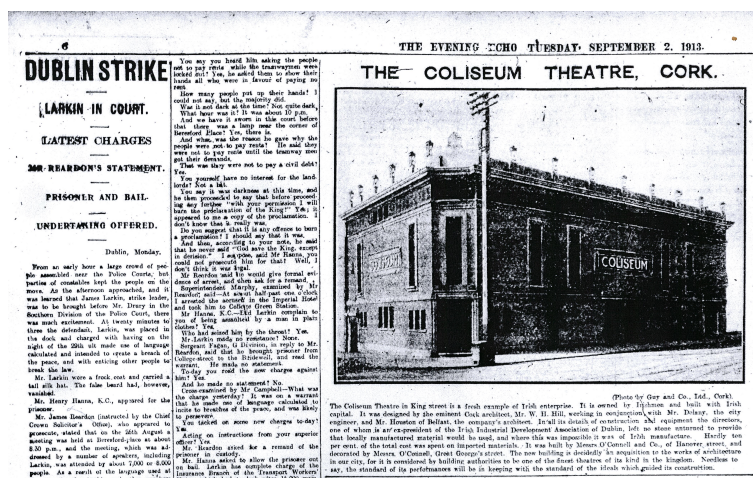 6
THE EVENING ECHO TUESDAY, SEPTEMBER 2, 1913.
DUBLIN STRIKE
LARKIN IN COURT.
LATEST CHARGES
MR. REARDON'S STATEMENT.
PRISONER AND BAIL.
UNDERTAKING OFFERED.
Dublin, Monday.
From an early hour a large crowd of peo-
ple assembled near the Police Courts, but
parties of constables kept the people on the
move. As the afternoon approached, and it
was learned that James Larkin, strike leader,
was to be brought before Mr. Drury in the
Southern Division of the Police Court, there
was much excitement. At twenty minutes to
three the defendant, Larkin, was placed in
the dock and charged with having on the
night of the 29th ult made use of language
calculated and intended to create a breach of
the peace, and with enticing other people to
break the law.
Mr. Larkin wore a frock coat and carried a
tall silk hat. The false beard had, however,
vanished.
Mr. Henry Hanna, K.C., appeared for the
prisoner.
Mr. James Reardon (instructed by the Chief
Crown Solicitor's Office), who appeared to
prosecute, stated that on the 26th August a
meeting was held at Beresford-place at about
8.30 p.m., and the meeting, which was ad-
dressed by a number of speakers, including
Larkin, was attended by about 7,000 or 8,000
people. As a result of the language used at
You say you heard him asking the people
not to pay rents while the tramwaymen were
locked out? Yes, he asked them to show their
hands all who were in favour of paying no
rent
How many people put up their hands? I
could not say, but the majority did.
Was it not dark at the time? Not quite dark.
What hour was it? It was about 10 p.m.
And we have it sworn in this court before
that there was a lamp near the corner of
Beresford Place? Yes, there is.
And what was the reason he gave why the
people were not to pay rents? He said they
were not to pay rents until the tramway men
got their demands.
That was they were not to pay a civil debt?
Yes.
You yourself have no interest for the land-
lords? Not a bit.
You say it was darkness at this time, and
he then proceeded to say that before proceed-
ing any further "with your permission I will
burn the proclamation of the King?" Yes; it
appeared to me a copy of the proclamation. I
don't know that it really was.
Do you suggest that it is any offence to burn
a proclamation? I should say that it was.
And then, according to your note, he said
that he never said "God save the King, except
in derision." I suppose, said Mr Hanna, you
could not prosecute him for that? Well, I
don't think it was legal.
Mr Reardon said he would give formal evi-
dence of arrest, and then ask for a remand.
Superintendent Murphy, examined by Mr
Reardon, said—At about half-past one o'clock
I arrested the accused in the Imperial Hotel
and took him to College Green Station.
Mr Hanna, K.C.—Did Larkin complain to
you of being assaulted by a man in plain
clothes? Yes.
Who had seized him by the throat? Yes.
Mr Larkin made no resistance? None.
Sergeant Fagan, G Division, in reply to Mr
Reardon, said that he brought prisoner from
College-street to the Bridewell, and read the
warrant. He made no statement.
To-day you read the new charges against
him? Yes.
And he made no statement? No.
Cross-examined by Mr Campbell—What was
the charge yesterday? It was on a warrant
that he made use of language calculated to
incite to breaches of the peace, and was likely
to persevere.
You tacked on some new charges to-day?
Yes.
Acting on instructions from your superior
officer? Yes.
Mr. Reardon asked for a remand of the
prisoner in custody.
Mr. Hanna asked to allow the prisoner out
on bail. Larkin has complete charge of the
Insurance Branch of the Transport Workers'
THE COLISEUM THEATRE, CORK.
COLISEUM
COLISEUM
(Photo by Guy and Co., Ltd., Cork).
The Coliseum Theatre in King street is a fresh example of Irish enterprise. It is owned by Irishmen and built with Irish
capital. It was designed by the eminent Cork architect, Mr. W. H. Hill, working in conjunction with Mr. Delany, the city
engineer, and Mr. Houston of Belfast, the company's architect. In all its details of construction and equipment the directors,
one of whom is an ex-president of the Irish Industrial Development Association of Dublin, left no stone unturned to provide
that locally manufactured material would be used, and where this was impossible it was of Irish manufacture. Hardly ten
per cent. of the total cost was spent on imported materials. It was built by Messrs O'Connell and Co., of Hanover street, and
decorated by Messrs. O'Connell, Great George's street. The new building is decidedly an acquisition to the works of architecture
in our city, for it is considered by building authorities to be one of the finest theatres of its kind in the kingdom. Needless to
say, the standard of its performances will be in keeping with the standard of the ideals which guided its construction.